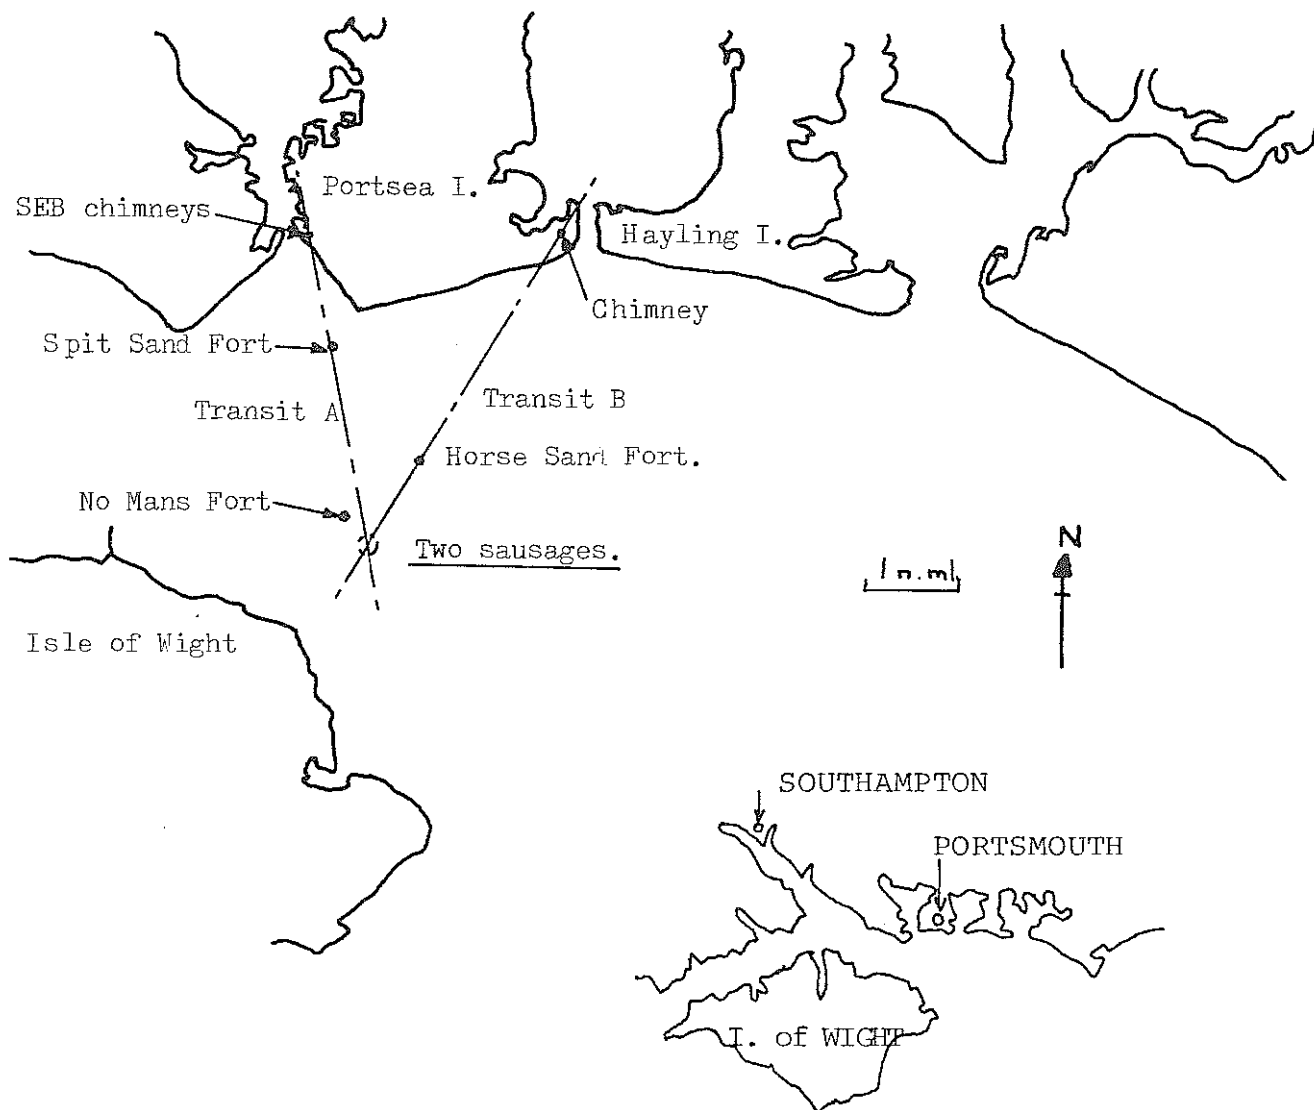 Portsea I.
SEB chimneys
Hayling I.
Chimney
Spit Sand Fort
Transit A
Transit B
Horse Sand Fort.
No Mans Fort
Two sausages.
1 n.ml
N
Isle of Wight
SOUTHAMPTON
PORTSMOUTH
I. of WIGHT